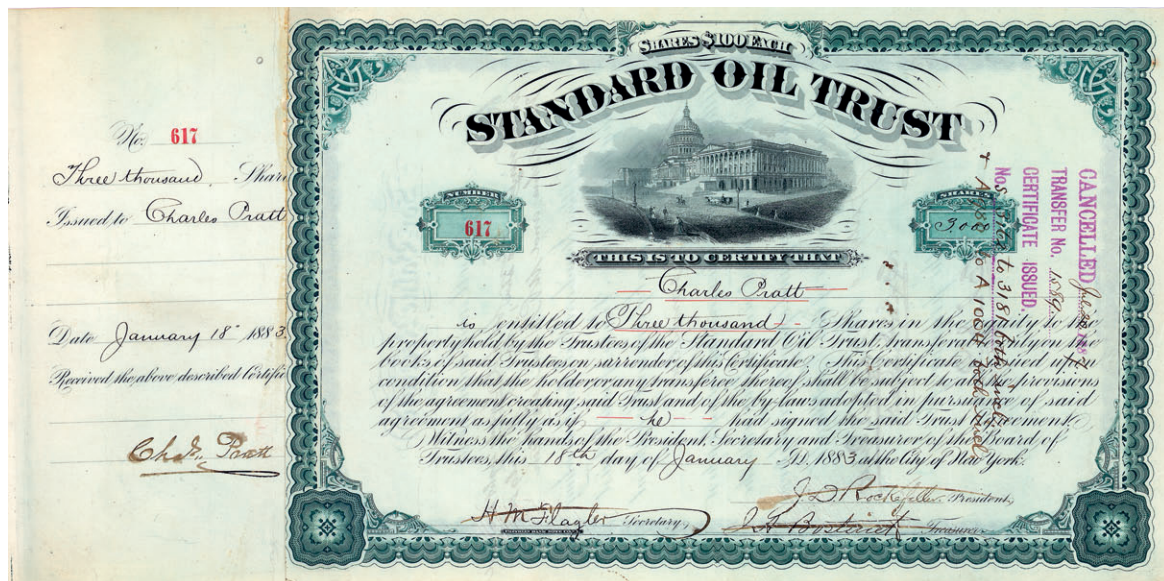 No. 617
Three thousand Share
Issued to Charles Pratt
Date January 18th 1883
Received the above described Certifi
Chas. Pratt
SHARES $100 EACH
STANDARD OIL TRUST
NUMBER
617
SHARES
3,000
THIS IS TO CERTIFY THAT
Charles Pratt
is entitled to Three thousand Shares in the equity to the
property held by the Trustees of the Standard Oil Trust, transferable only on the
books of said Trustees on surrender of this Certificate. This Certificate is issued upon
condition that the holder or any transferee thereof shall be subject to all the provisions
of the agreement creating said Trust and of the by-laws adopted in pursuance of said
agreement as fully as if he had signed the said Trust agreement.
Witness the hands of the President, Secretary and Treasurer of the Board of
Trustees, this 18th day of January A.D. 1883 at the City of New York.
J.D. Rockefeller President,
H M Flagler Secretary,
Treasurer
CANCELLED
TRANSFER No.
CERTIFICATE ISSUED.
Nos. to 318